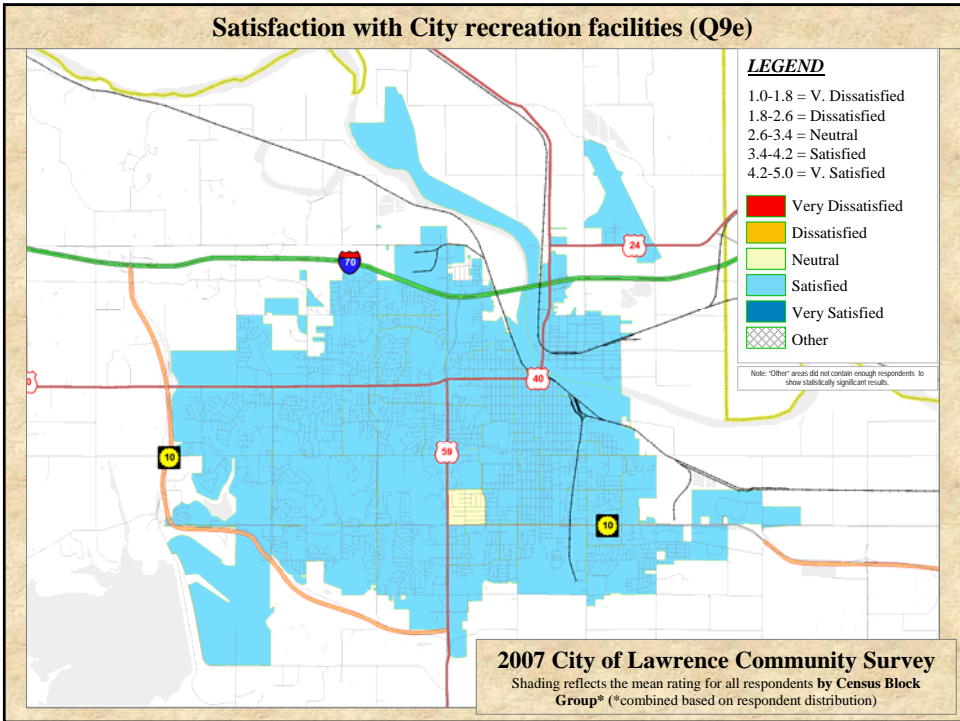 Satisfaction with City recreation facilities (Q9e)
LEGEND
1.0-1.8 = V. Dissatisfied
1.8-2.6 = Dissatisfied
2.6-3.4 = Neutral
3.4-4.2 = Satisfied
4.2-5.0 = V. Satisfied
Very Dissatisfied
Dissatisfied
Neutral
Satisfied
Very Satisfied
Other
Note: "Other" areas did not contain enough respondents to
show statistically significant results.
24
70
40
59
10
10
2007 City of Lawrence Community Survey
Shading reflects the mean rating for all respondents by Census Block
Group* (*combined based on respondent distribution)